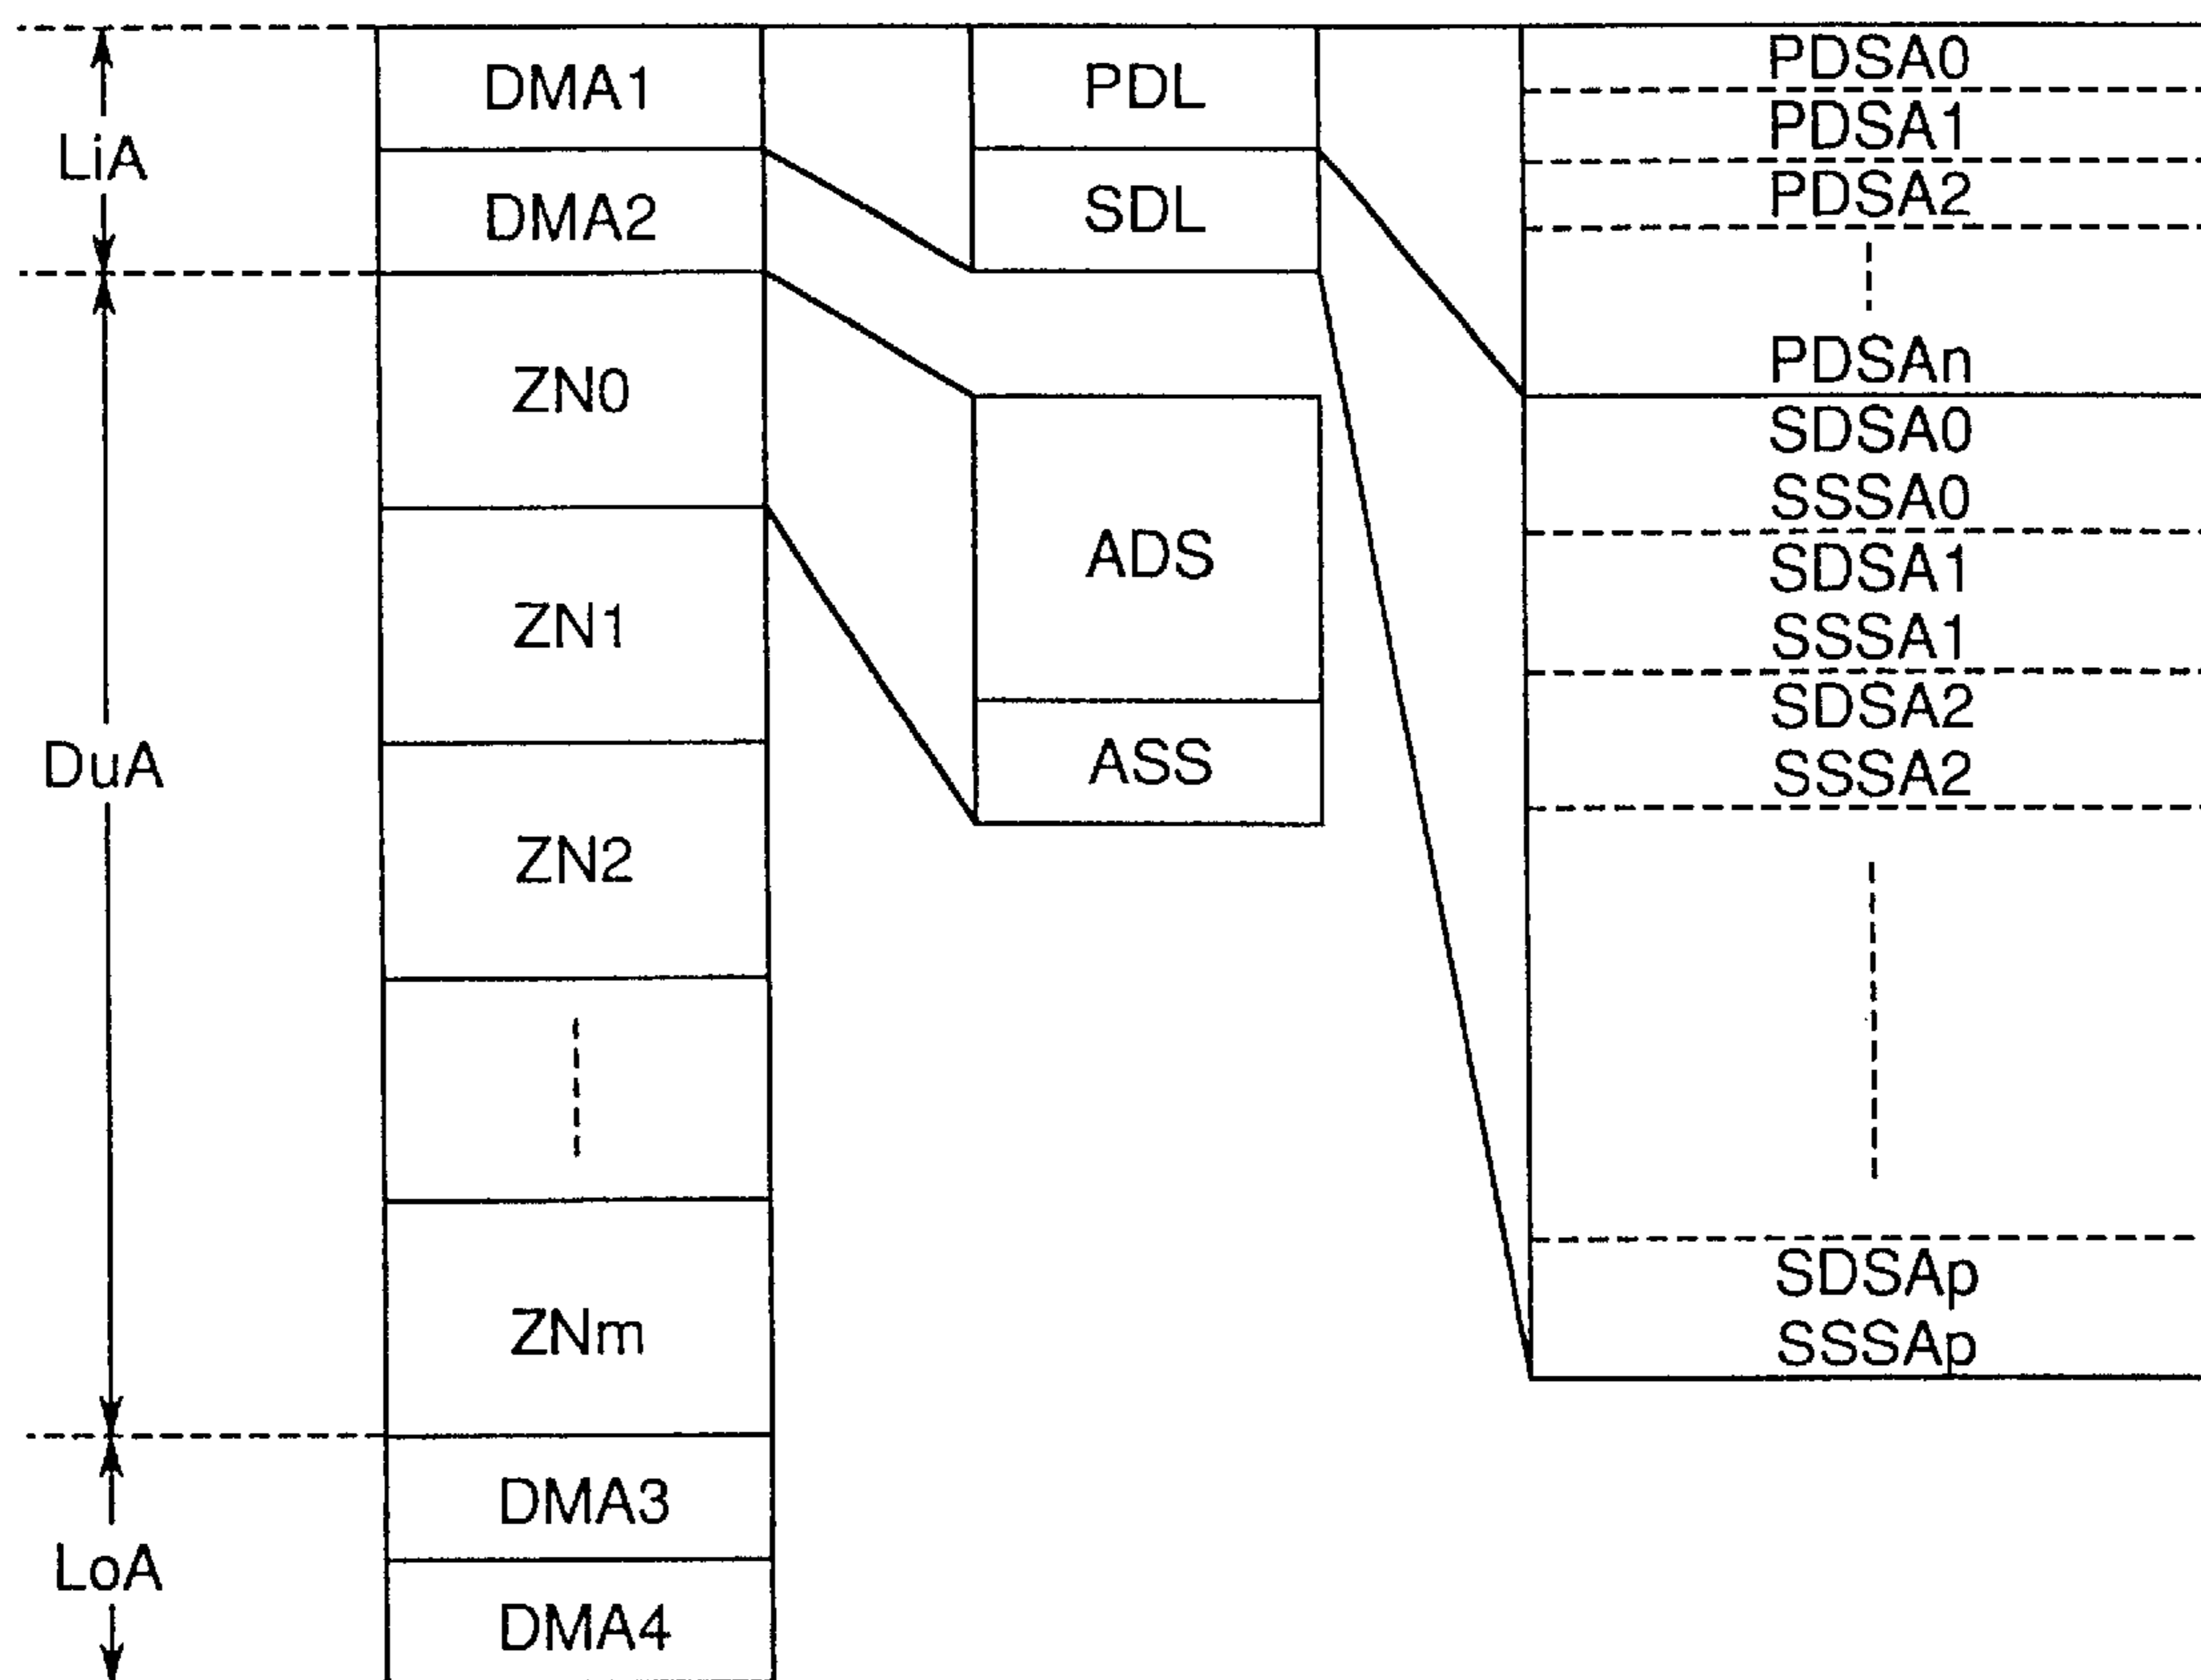 LiA
DuA
LoA
DMA1
DMA2
ZN0
ZN1
ZN2
ZNm
DMA3
DMA4
PDL
SDL
ADS
ASS
PDSA0
PDSA1
PDSA2
PDSAn
SDSA0
SSSA0
SDSA1
SSSA1
SDSA2
SSSA2
SDSAp
SSSAp